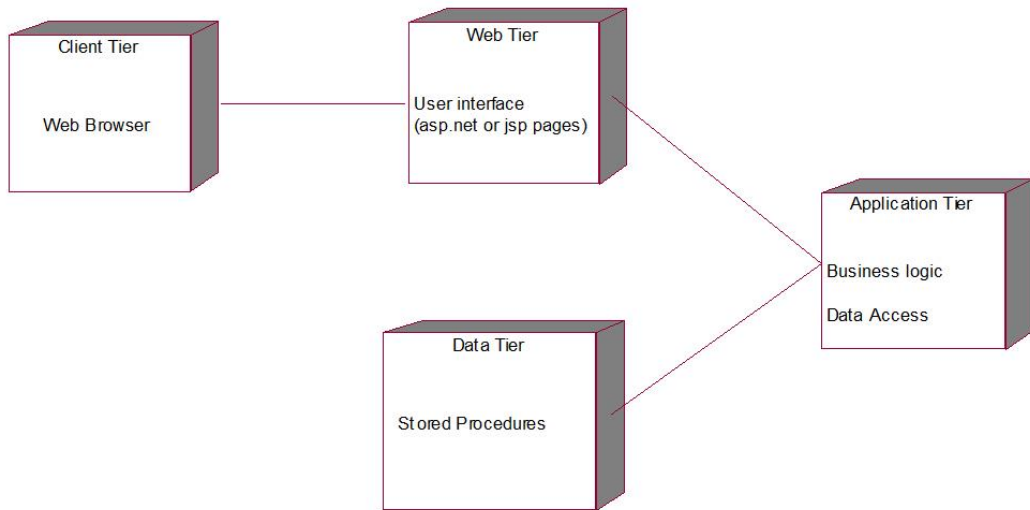 Client Tier
Web Browser
Web Tier
User interface
(asp.net or jsp pages)
Application Tier
Business logic
Data Access
Data Tier
Stored Procedures